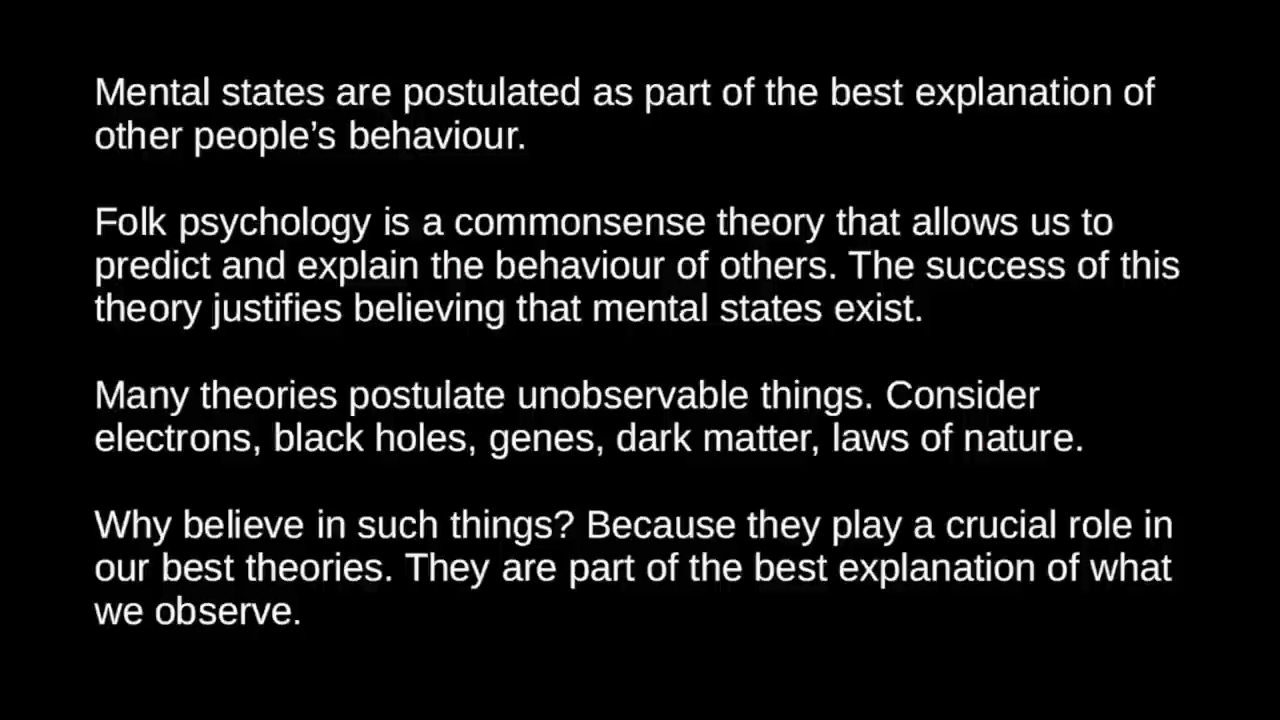 Mental states are postulated as part of the best explanation of
other people’s behaviour.
Folk psychology is a commonsense theory that allows us to
predict and explain the behaviour of others. The success of this
theory justifies believing that mental states exist.
Many theories postulate unobservable things. Consider
electrons, black holes, genes, dark matter, laws of nature.
Why believe in such things? Because they play a crucial role in
our best theories. They are part of the best explanation of what
we observe.